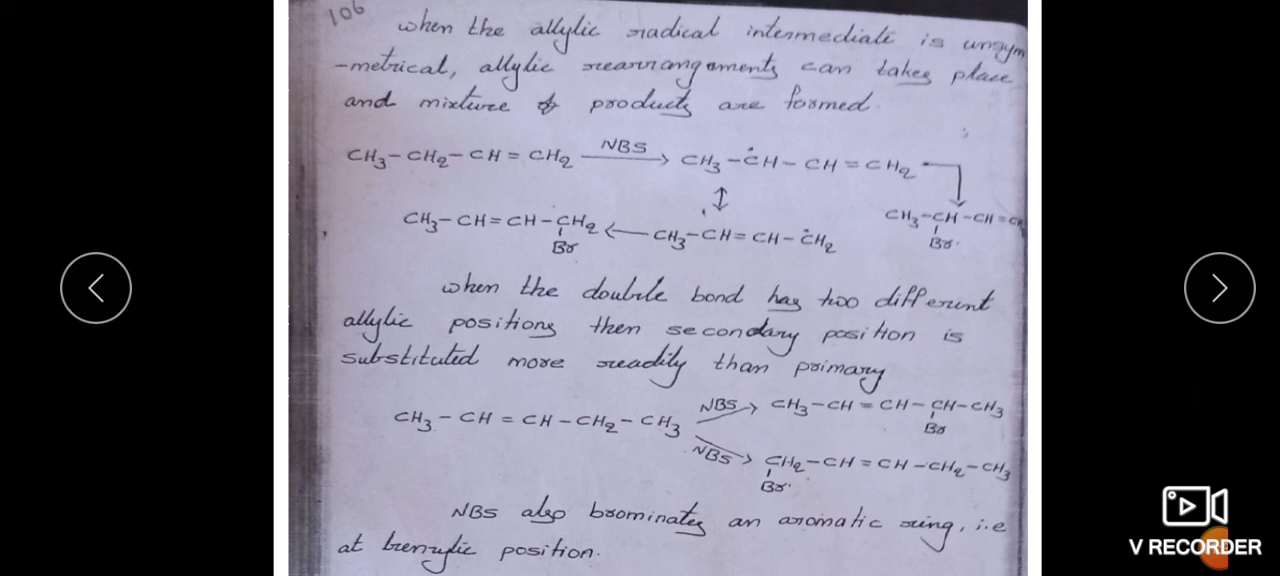 106
when the allylic radical intermediate is unsym
-metrical, allylic rearrangements can takes place
and mixture of products are formed.
CH3-CH2-CH=CH2 NBS→ CH3-ĊH-CH=CH2
↕
CH3-CH=CH-CH2 ← CH3-CH=CH-ĊH2 CH3-CH-CH=C
Br Br
when the double bond has two different
allylic positions then secondary position is
substituted more readily than primary
CH3-CH=CH-CH2-CH3 NBS→ CH3-CH=CH-CH-CH3
Br
NBS→ CH2-CH=CH-CH2-CH3
Br
NBS also brominates an aromatic ring, i.e
at benzylic position.
V RECORDER